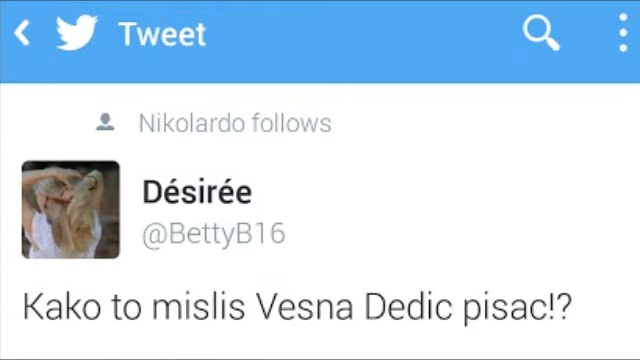 Tweet
Nikolardo follows
Désirée
@BettyB16
Kako to mislis Vesna Dedic pisac!?